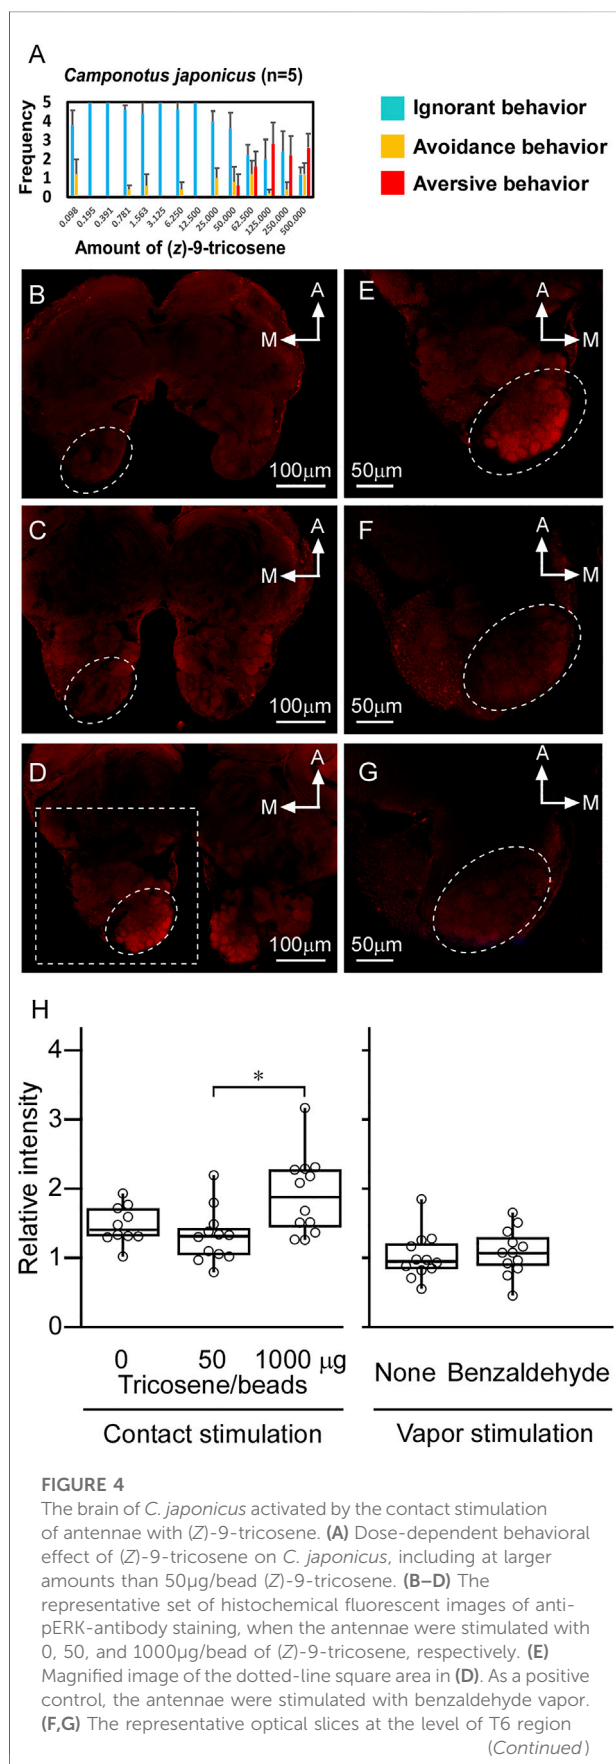 A
Camponotus japonicus (n=5)
Frequency
5
4
3
2
1
0
0.098
0.195
0.391
0.781
1.563
3.125
6.250
12.500
25.000
50.000
62.500
125.000
250.000
500.000
Amount of (z)-9-tricosene
Ignorant behavior
Avoidance behavior
Aversive behavior
B
A
M
100μm
E
A
M
50μm
C
A
M
100μm
F
A
M
50μm
D
A
M
100μm
G
A
M
50μm
H
Relative intensity
4
3
2
1
0
*
0 50 1000 μg
Tricosene/beads
Contact stimulation
None Benzaldehyde
Vapor stimulation
FIGURE 4
The brain of C. japonicus activated by the contact stimulation
of antennae with (Z)-9-tricosene. (A) Dose-dependent behavioral
effect of (Z)-9-tricosene on C. japonicus, including at larger
amounts than 50μg/bead (Z)-9-tricosene. (B–D) The
representative set of histochemical fluorescent images of anti-
pERK-antibody staining, when the antennae were stimulated with
0, 50, and 1000μg/bead of (Z)-9-tricosene, respectively. (E)
Magnified image of the dotted-line square area in (D). As a positive
control, the antennae were stimulated with benzaldehyde vapor.
(F,G) The representative optical slices at the level of T6 region
(Continued)